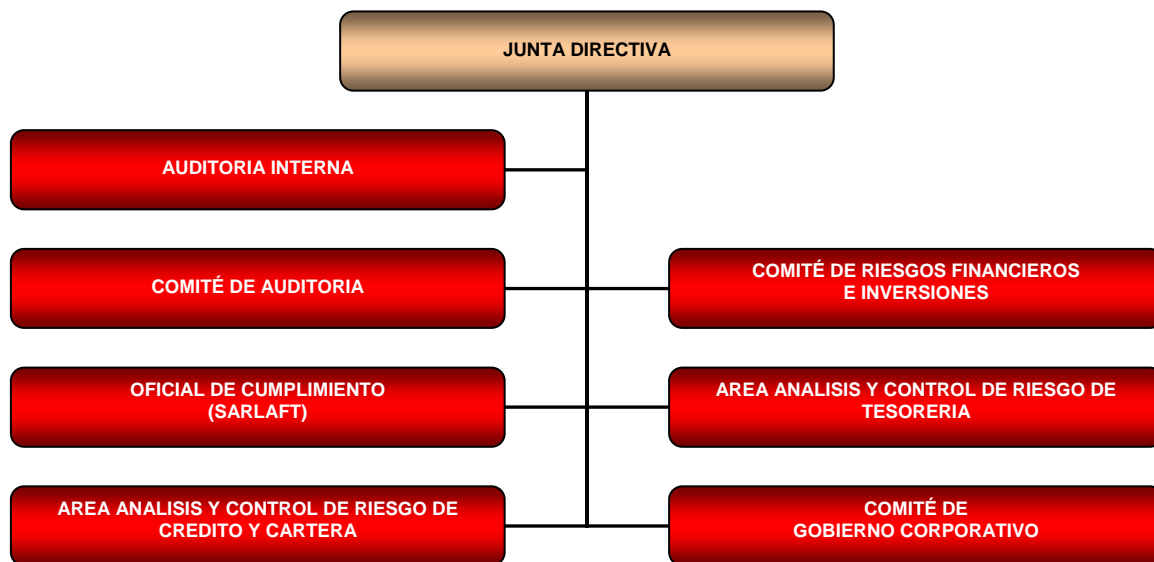 JUNTA DIRECTIVA
AUDITORIA INTERNA
COMITÉ DE AUDITORIA
COMITÉ DE RIESGOS FINANCIEROS
E INVERSIONES
OFICIAL DE CUMPLIMIENTO
(SARLAFT)
AREA ANALISIS Y CONTROL DE RIESGO DE
TESORERIA
AREA ANALISIS Y CONTROL DE RIESGO DE
CREDITO Y CARTERA
COMITÉ DE
GOBIERNO CORPORATIVO